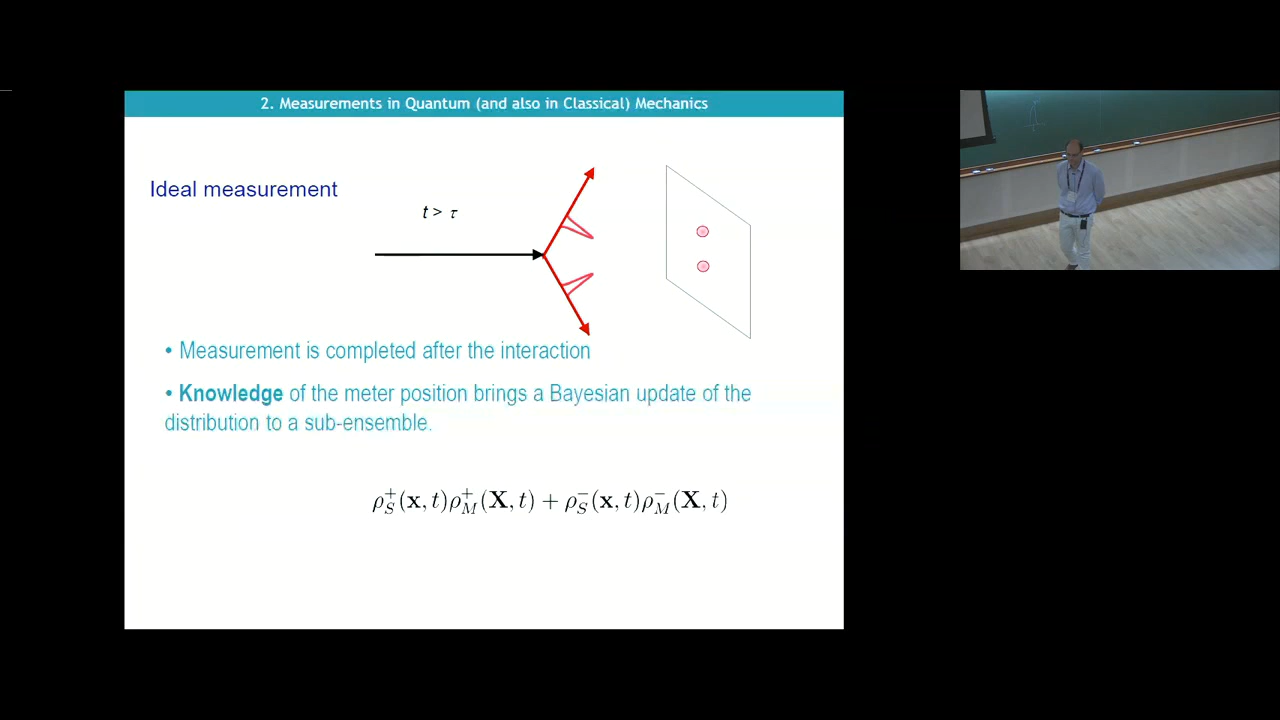 2. Measurements in Quantum (and also in Classical) Mechanics
Ideal measurement
t > τ
• Measurement is completed after the interaction
• Knowledge of the meter position brings a Bayesian update of the
distribution to a sub-ensemble.
ρ_S^+(𝐱, t)ρ_M^+(𝐗, t) + ρ_S^−(𝐱, t)ρ_M^−(𝐗, t)